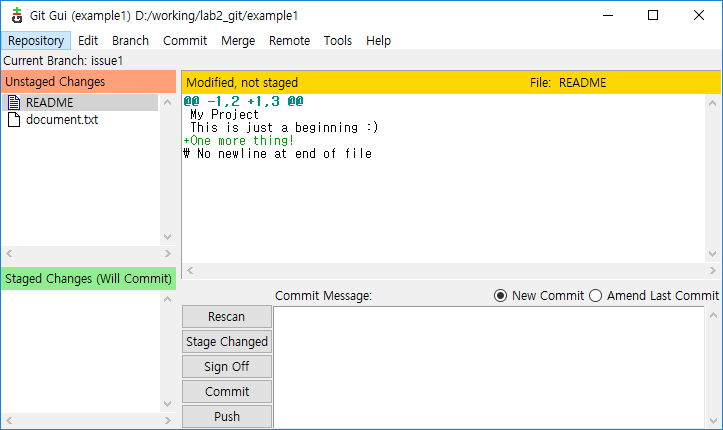 Git Gui (example1) D:/working/lab2_git/example1
Repository Edit Branch Commit Merge Remote Tools Help
Current Branch: issue1
Unstaged Changes
README
document.txt
Staged Changes (Will Commit)
Modified, not staged File: README
@@ -1,2 +1,3 @@
My Project
This is just a beginning :)
+One more thing!
₩ No newline at end of file
Commit Message: New Commit Amend Last Commit
Rescan
Stage Changed
Sign Off
Commit
Push